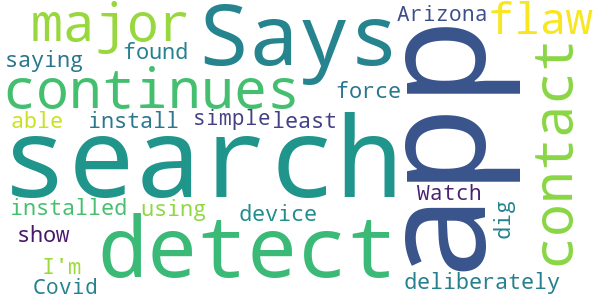 major
Says
Arizona
flaw
saying
found
continues
force
app
contact
able
install
simple
least
search
Watch
installed
using
device
dig
show
detect
I'm
Covid
deliberately